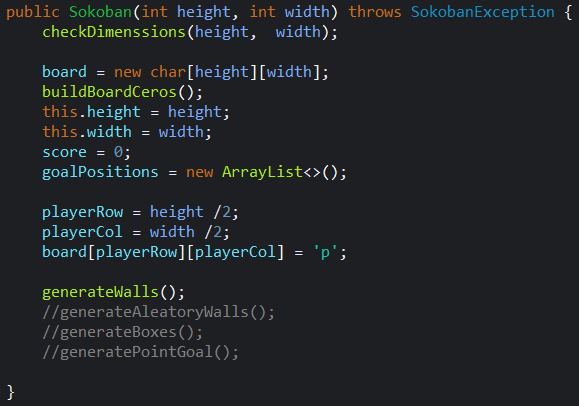 public Sokoban(int height, int width) throws SokobanException {
checkDimenssions(height,  width);
board = new char[height][width];
buildBoardCeros();
this.height = height;
this.width = width;
score = 0;
goalPositions = new ArrayList<>();
playerRow = height /2;
playerCol = width /2;
board[playerRow][playerCol] = 'p';
generateWalls();
//generateAleatoryWalls();
//generateBoxes();
//generatePointGoal();
}